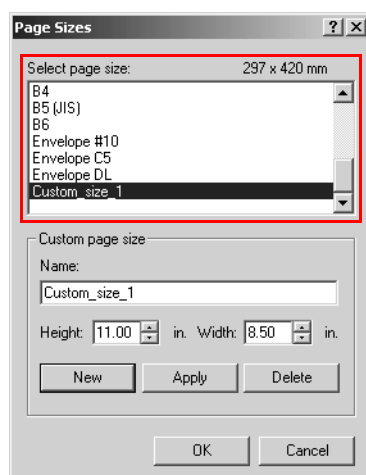 Page Sizes
Select page size: 297 x 420 mm
B4
B5 (JIS)
B6
Envelope #10
Envelope C5
Envelope DL
Custom_size_1
Custom page size
Name:
Custom_size_1
Height: 11.00 in. Width: 8.50 in.
New Apply Delete
OK Cancel